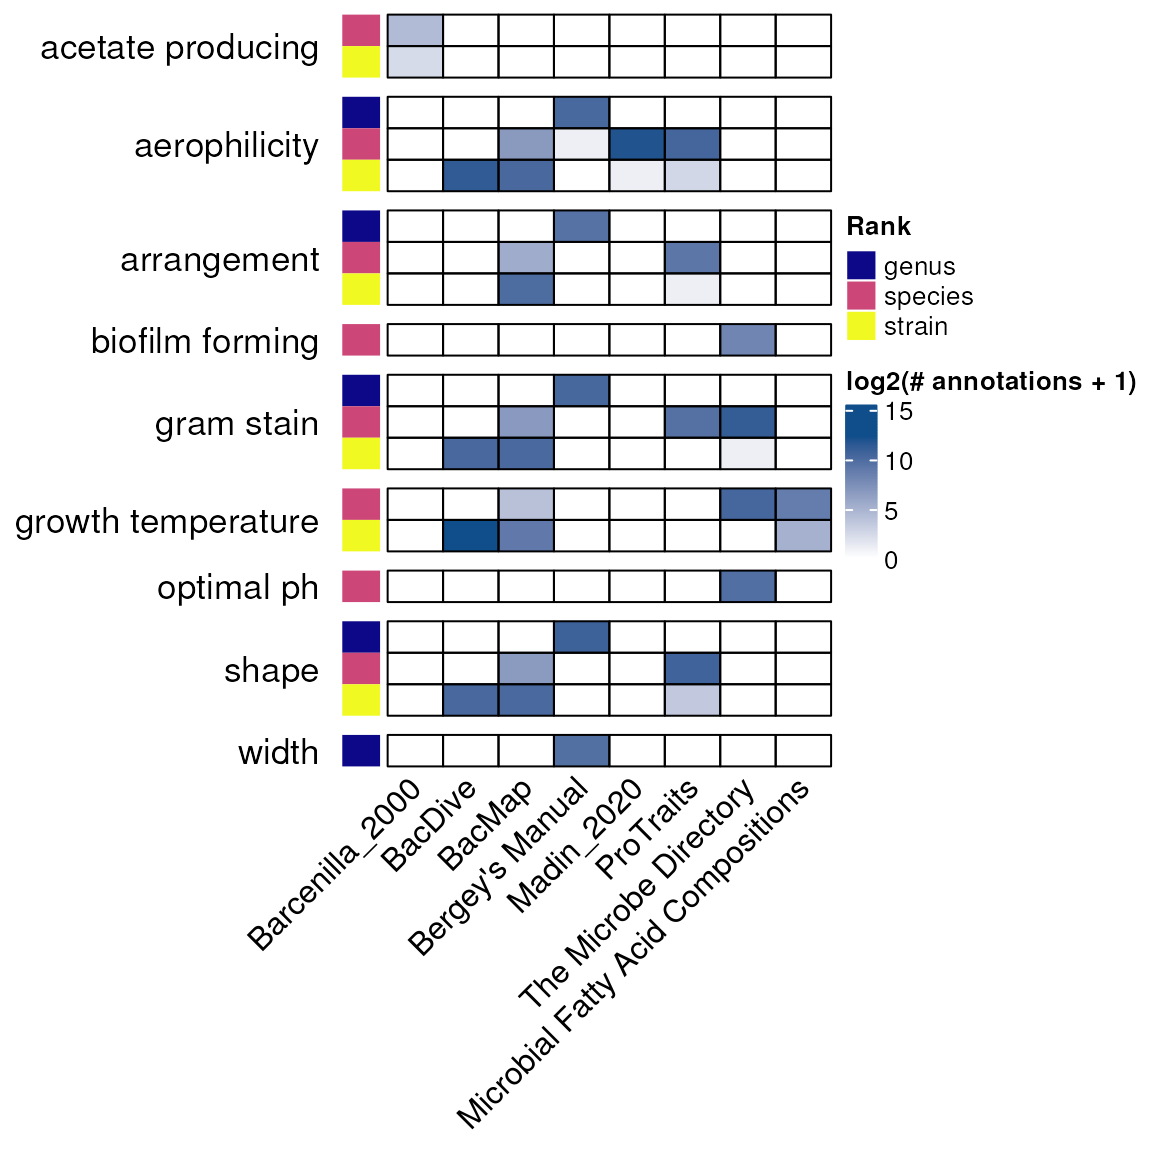 acetate producing
aerophilicity
arrangement
biofilm forming
gram stain
growth temperature
optimal ph
shape
width
Barcenilla_2000
BacDive
BacMap
Bergey's Manual
Madin_2020
ProTraits
The Microbe Directory
Microbial Fatty Acid Compositions
Rank
genus
species
strain
log2(# annotations + 1)
15
10
5
0